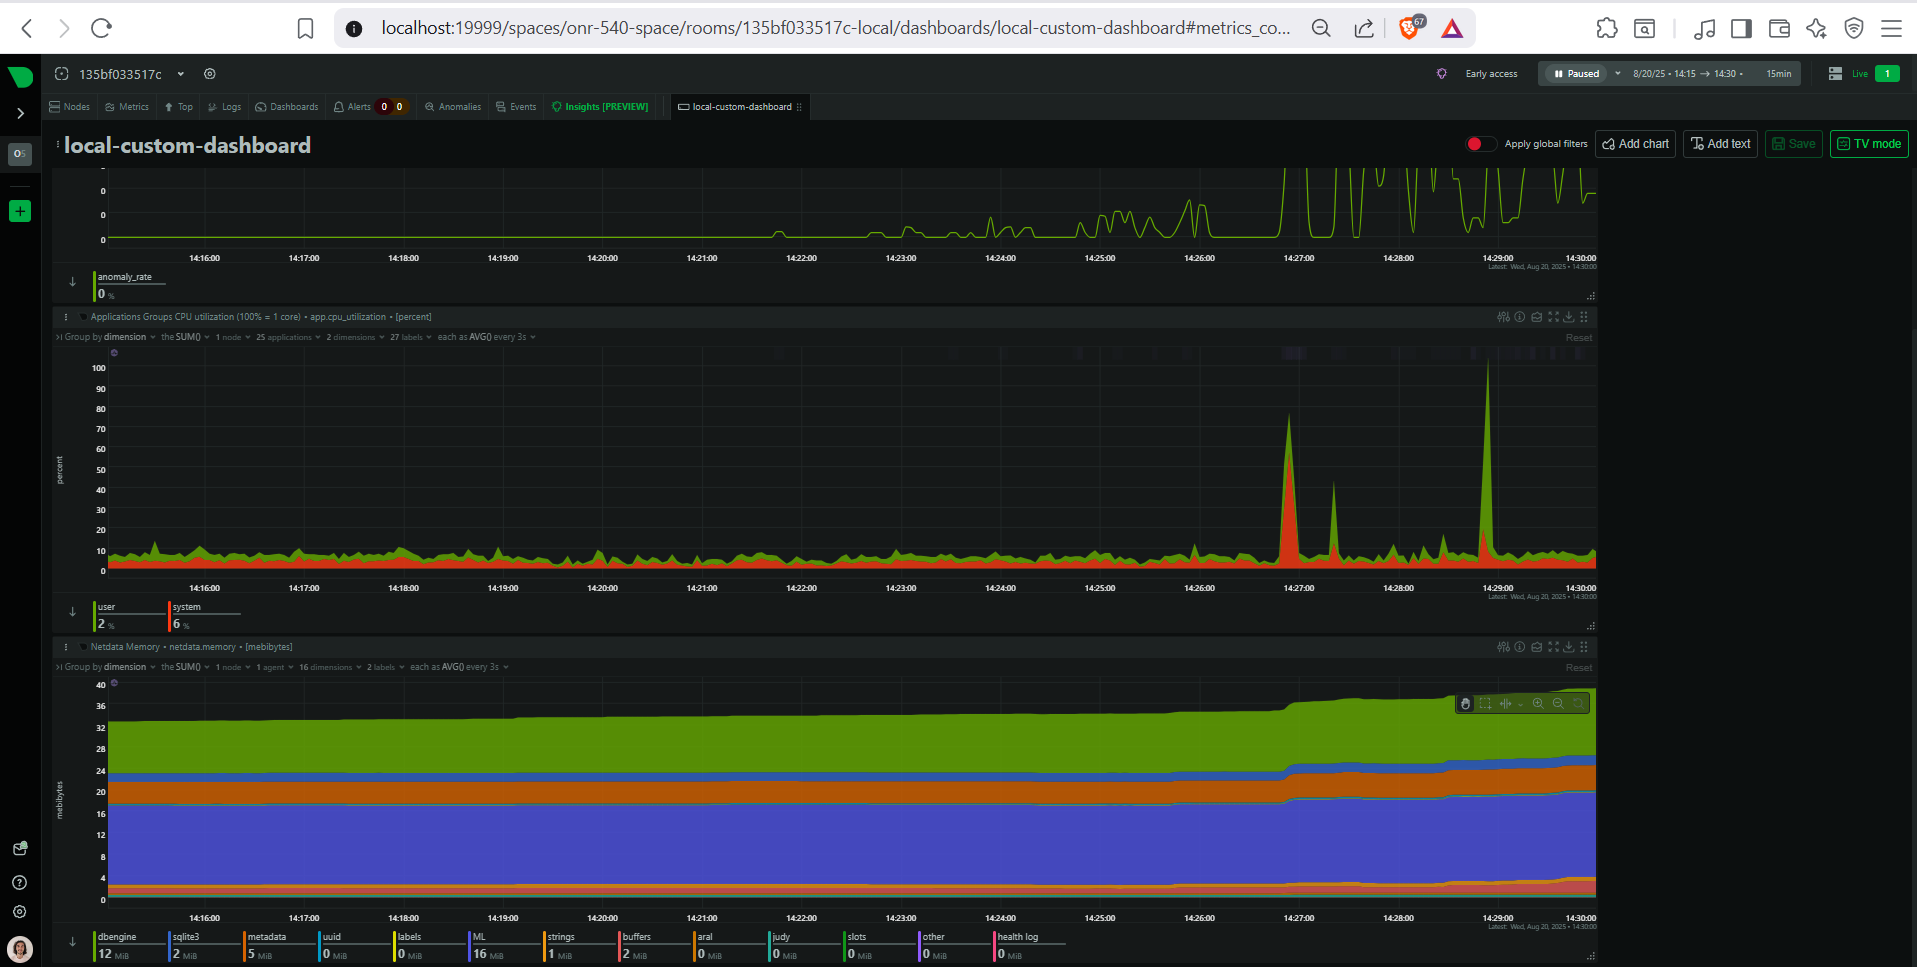 localhost:19999/spaces/onr-540-space/rooms/135bf033517c-local/dashboards/local-custom-dashboard#metrics_co...
67
135bf033517c
Early access
Paused
8/20/25 • 14:15 → 14:30 •
15min
Live
1
Nodes
Metrics
Top
Logs
Dashboards
Alerts
0
0
Anomalies
Events
Insights [PREVIEW]
local-custom-dashboard
OS
local-custom-dashboard
Apply global filters
Add chart
Add text
Save
TV mode
0
0
0
14:16:00 14:17:00 14:18:00 14:19:00 14:20:00 14:21:00 14:22:00 14:23:00 14:24:00 14:25:00 14:26:00 14:27:00 14:28:00 14:29:00 14:30:00
Latest: Wed, Aug 20, 2025 • 14:30:00
anomaly_rate
0 %
Applications Groups CPU utilization (100% = 1 core) • app.cpu_utilization • [percent]
Group by dimension the SUM() 1 node 25 applications 2 dimensions 27 labels each as AVG() every 3s
Reset
100
90
80
70
60
50
40
30
20
10
0
percent
14:16:00 14:17:00 14:18:00 14:19:00 14:20:00 14:21:00 14:22:00 14:23:00 14:24:00 14:25:00 14:26:00 14:27:00 14:28:00 14:29:00 14:30:00
Latest: Wed, Aug 20, 2025 • 14:30:00
user system
2 % 6 %
Netdata Memory • netdata.memory • [mebibytes]
Group by dimension the SUM() 1 node 1 agent 16 dimensions 2 labels each as AVG() every 3s
Reset
40
36
32
28
24
20
16
12
8
4
0
mebibytes
14:16:00 14:17:00 14:18:00 14:19:00 14:20:00 14:21:00 14:22:00 14:23:00 14:24:00 14:25:00 14:26:00 14:27:00 14:28:00 14:29:00 14:30:00
Latest: Wed, Aug 20, 2025 • 14:30:00
dbengine sqlite3 metadata uuid labels ML strings buffers aral judy slots other health log
12 MiB 2 MiB 5 MiB 0 MiB 0 MiB 16 MiB 1 MiB 2 MiB 0 MiB 0 MiB 0 MiB 0 MiB 0 MiB